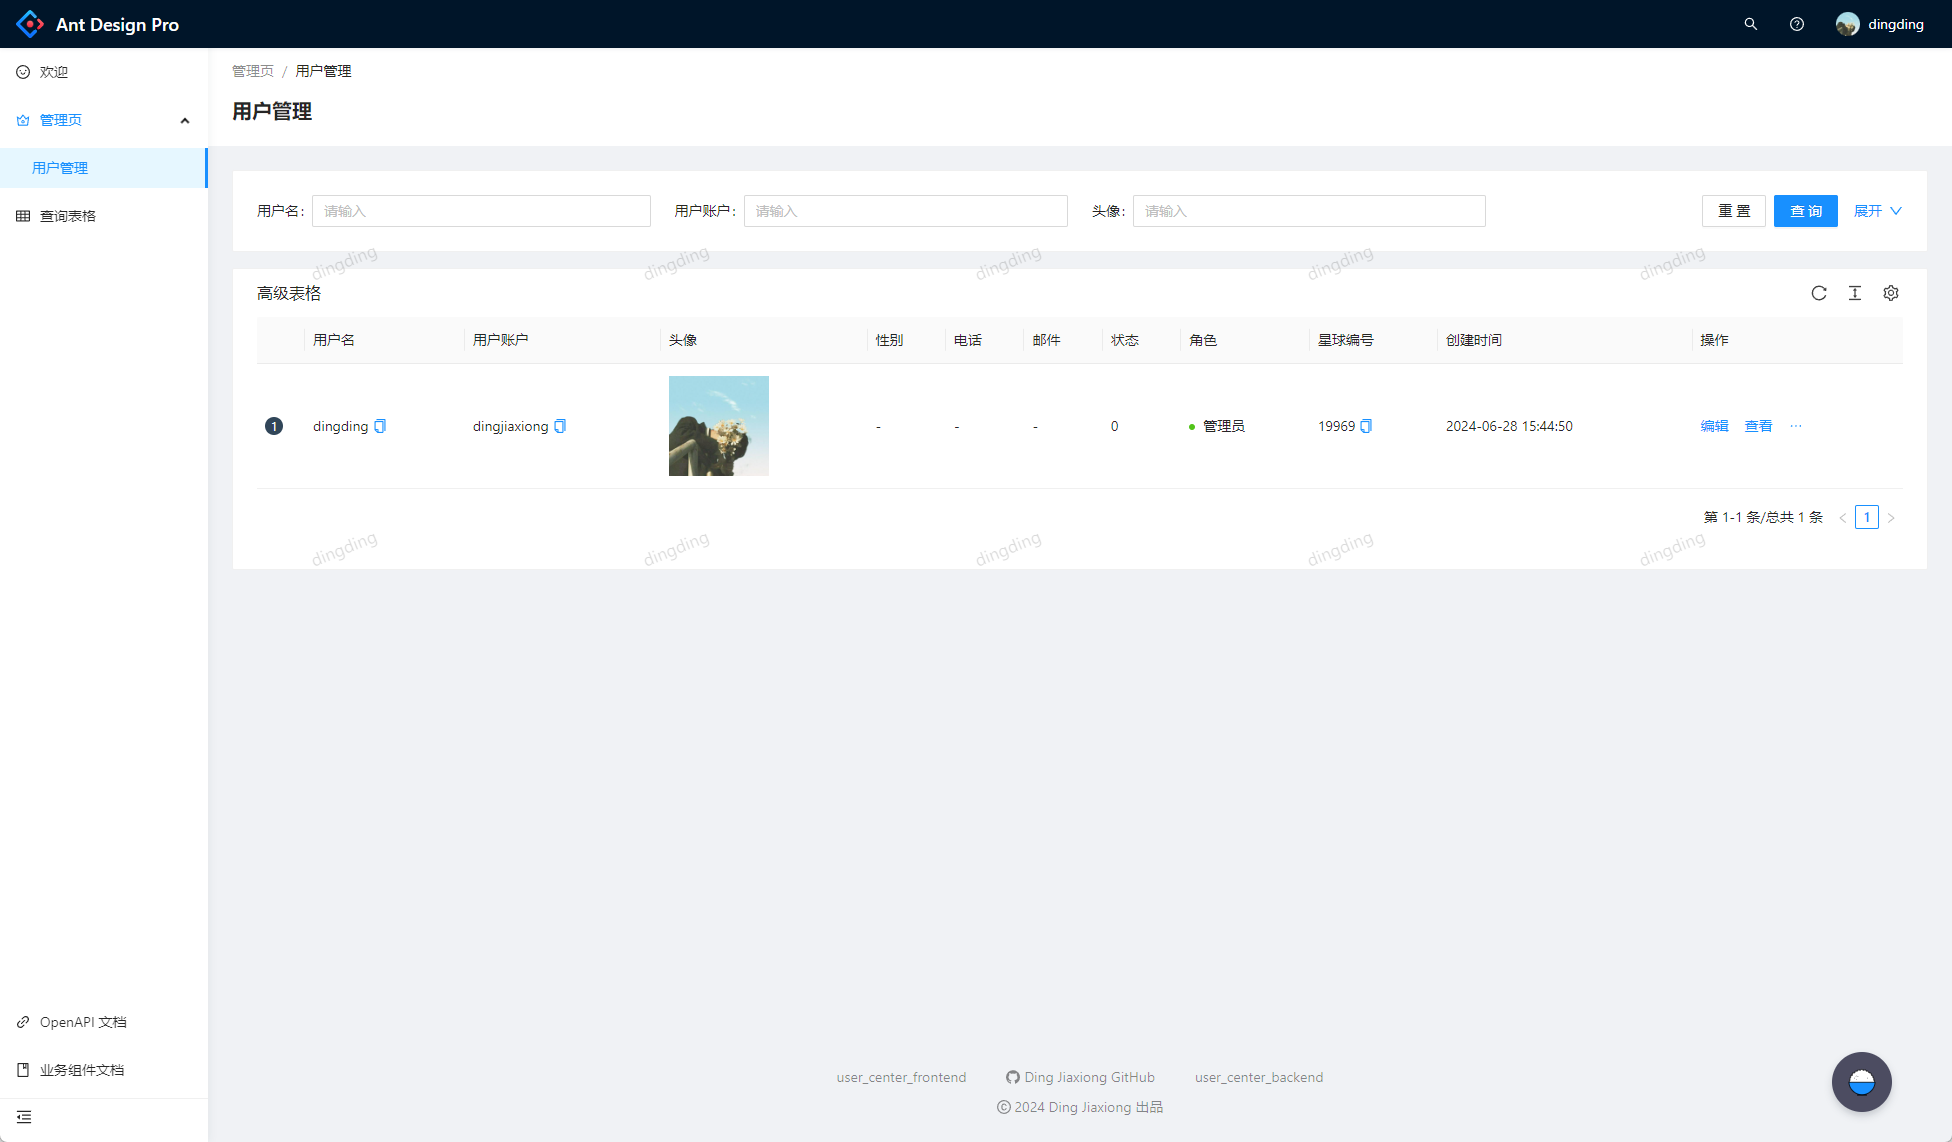 Ant Design Pro
dingding
欢迎
管理页
用户管理
查询表格
OpenAPI 文档
业务组件文档
管理页 / 用户管理
用户管理
用户名: 请输入 用户账户: 请输入 头像: 请输入 重 置 查 询 展开
dingding dingding dingding dingding dingding
高级表格
用户名 用户账户 头像 性别 电话 邮件 状态 角色 星球编号 创建时间 操作
1 dingding dingjiaxiong - - - 0 管理员 19969 2024-06-28 15:44:50 编辑 查看 ···
第 1-1 条/总共 1 条 < 1 >
dingding dingding dingding dingding dingding
user_center_frontend Ding Jiaxiong GitHub user_center_backend
© 2024 Ding Jiaxiong 出品